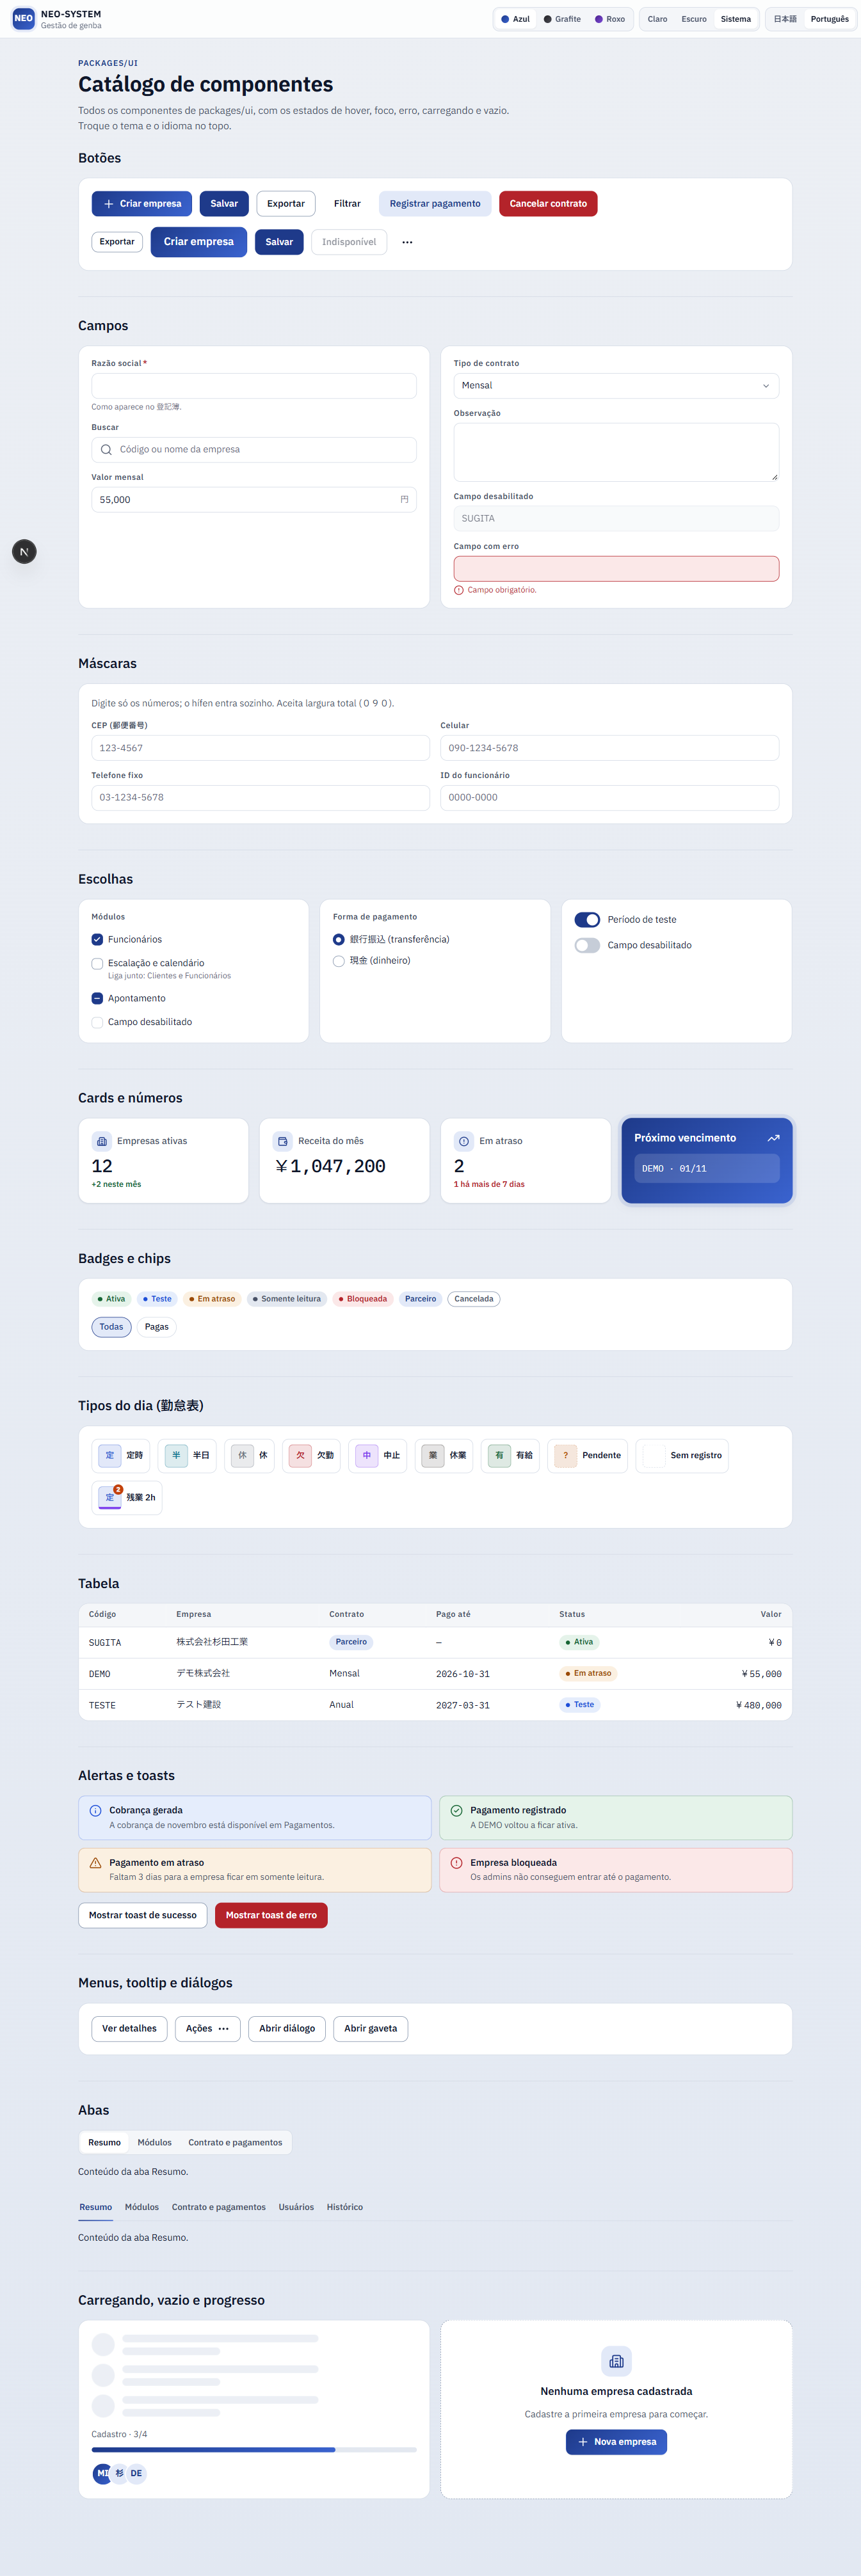 NEO
NEO-SYSTEM
Gestão de genba
Azul
Grafite
Roxo
Claro
Escuro
Sistema
日本語
Português
PACKAGES/UI
Catálogo de componentes
Todos os componentes de packages/ui, com os estados de hover, foco, erro, carregando e vazio.
Troque o tema e o idioma no topo.
Botões
Criar empresa
Salvar
Exportar
Filtrar
Registrar pagamento
Cancelar contrato
Exportar
Criar empresa
Salvar
Indisponível
Campos
Razão social *
Como aparece no 登記簿.
Buscar
Código ou nome da empresa
Valor mensal
55,000 円
Tipo de contrato
Mensal
Observação
Campo desabilitado
SUGITA
Campo com erro
Campo obrigatório.
N
Máscaras
Digite só os números; o hífen entra sozinho. Aceita largura total (０９０).
CEP (郵便番号)
123-4567
Celular
090-1234-5678
Telefone fixo
03-1234-5678
ID do funcionário
0000-0000
Escolhas
Módulos
Funcionários
Escalação e calendário
Liga junto: Clientes e Funcionários
Apontamento
Campo desabilitado
Forma de pagamento
銀行振込 (transferência)
現金 (dinheiro)
Período de teste
Campo desabilitado
Cards e números
Empresas ativas
12
+2 neste mês
Receita do mês
￥1,047,200
Em atraso
2
1 há mais de 7 dias
Próximo vencimento
DEMO · 01/11
Badges e chips
Ativa
Teste
Em atraso
Somente leitura
Bloqueada
Parceiro
Cancelada
Todas
Pagas
Tipos do dia (勤怠表)
定 定時
半 半日
休 休
欠 欠勤
中 中止
業 休業
有 有給
? Pendente
Sem registro
定 2 残業 2h
Tabela
Código Empresa Contrato Pago até Status Valor
SUGITA 株式会社杉田工業 Parceiro — Ativa ￥0
DEMO デモ株式会社 Mensal 2026-10-31 Em atraso ￥55,000
TESTE テスト建設 Anual 2027-03-31 Teste ￥480,000
Alertas e toasts
Cobrança gerada
A cobrança de novembro está disponível em Pagamentos.
Pagamento registrado
A DEMO voltou a ficar ativa.
Pagamento em atraso
Faltam 3 dias para a empresa ficar em somente leitura.
Empresa bloqueada
Os admins não conseguem entrar até o pagamento.
Mostrar toast de sucesso
Mostrar toast de erro
Menus, tooltip e diálogos
Ver detalhes
Ações
Abrir diálogo
Abrir gaveta
Abas
Resumo
Módulos
Contrato e pagamentos
Conteúdo da aba Resumo.
Resumo
Módulos
Contrato e pagamentos
Usuários
Histórico
Conteúdo da aba Resumo.
Carregando, vazio e progresso
Cadastro · 3/4
MI
杉
DE
Nenhuma empresa cadastrada
Cadastre a primeira empresa para começar.
Nova empresa